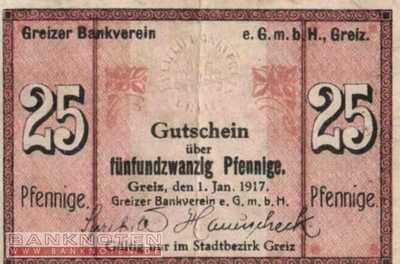 Greizer Bankverein e. G. m. b H., Greiz.
25 25
Gutschein
über
fünfundzwanzig Pfennige.
Pfennige. Pfennige.
Greiz, den 1. Jan. 1917.
Greizer Bankverein e. G. m. b. H.
Hauscheck
im Stadtbezirk Greiz
BANKNOTEN